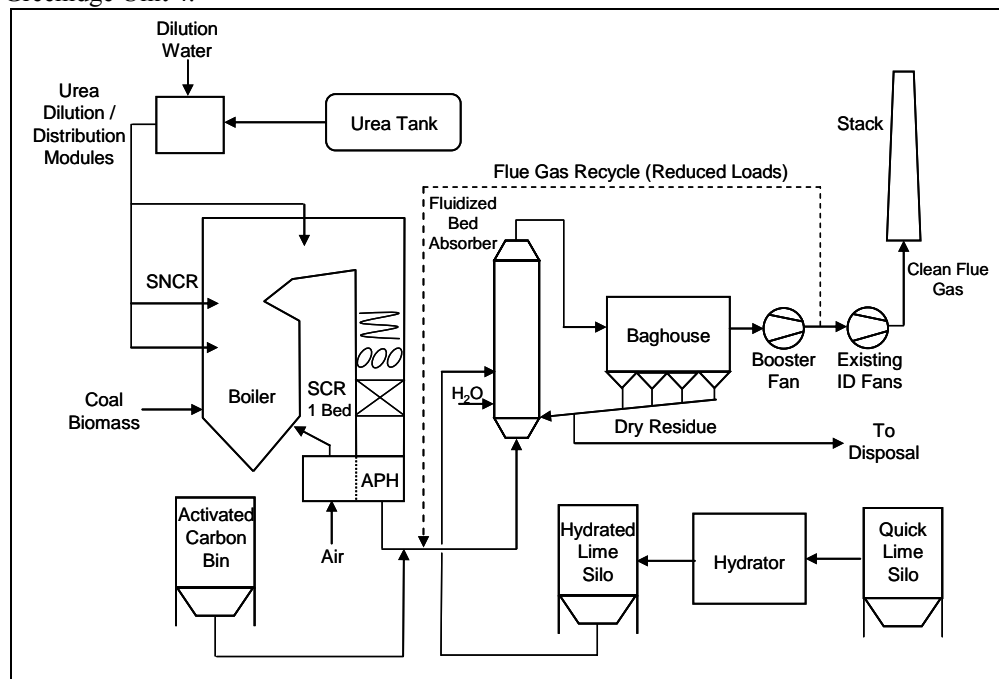 Greenidge Unit 4.
Dilution
Water
Urea
Dilution /
Distribution
Modules
Urea Tank
Stack
Flue Gas Recycle (Reduced Loads)
Fluidized
Bed
Absorber
Clean Flue
Gas
SNCR
Baghouse
Booster
Fan
Existing
ID Fans
Coal
Biomass
Boiler
SCR
1 Bed
H2O
Dry Residue
To
Disposal
APH
Activated
Carbon
Bin
Air
Hydrated
Lime
Silo
Hydrator
Quick
Lime
Silo